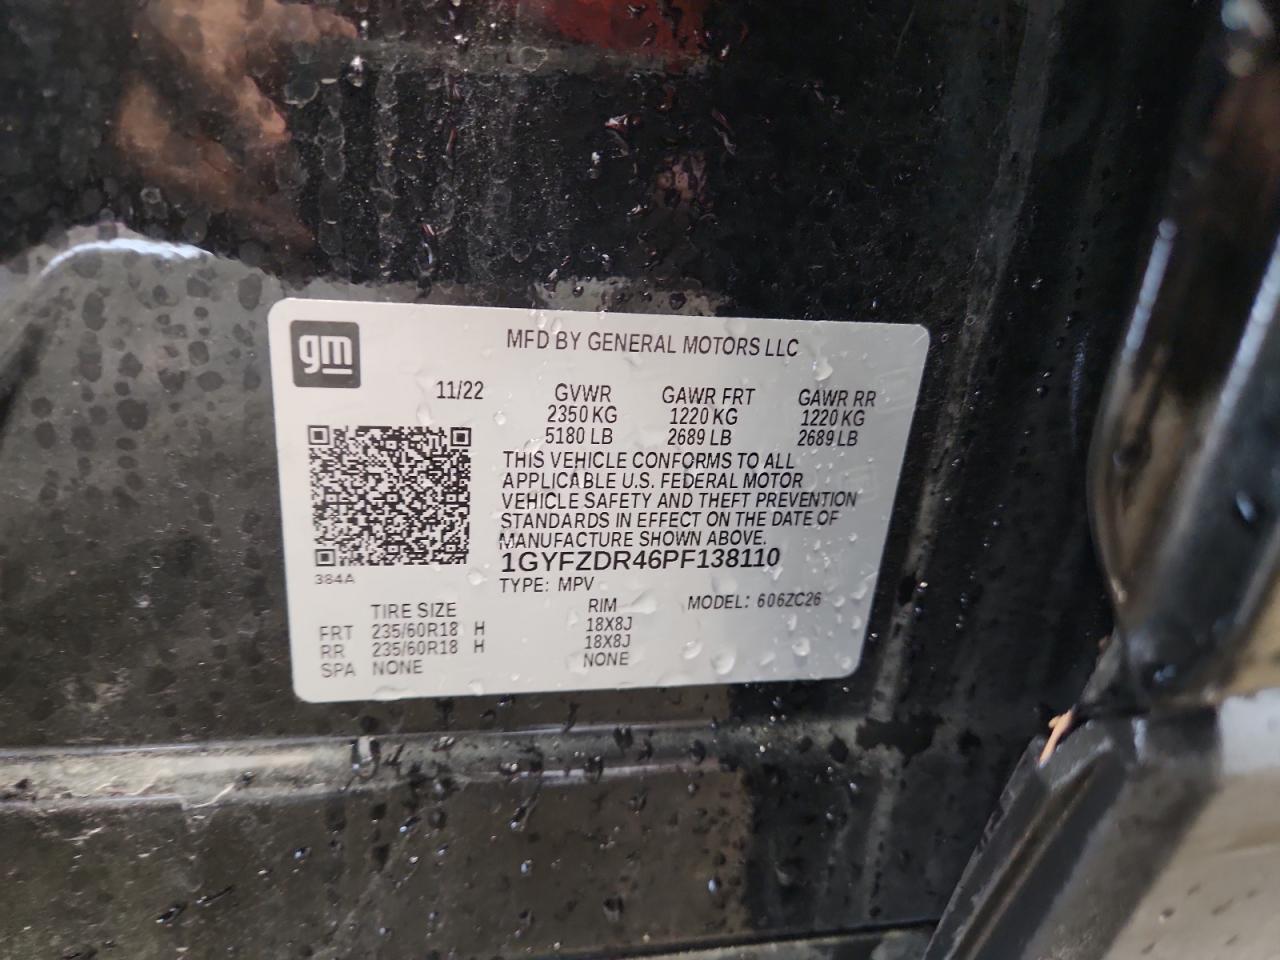 gm
MFD BY GENERAL MOTORS LLC
11/22
GVWR GAWR FRT GAWR RR
2350 KG 1220 KG 1220 KG
5180 LB 2689 LB 2689 LB
THIS VEHICLE CONFORMS TO ALL
APPLICABLE U.S. FEDERAL MOTOR
VEHICLE SAFETY AND THEFT PREVENTION
STANDARDS IN EFFECT ON THE DATE OF
MANUFACTURE SHOWN ABOVE.
1GYFZDR46PF138110
384A
TYPE: MPV
MODEL: 606ZC26
TIRE SIZE RIM
FRT 235/60R18 H 18X8J
RR 235/60R18 H 18X8J
SPA NONE NONE